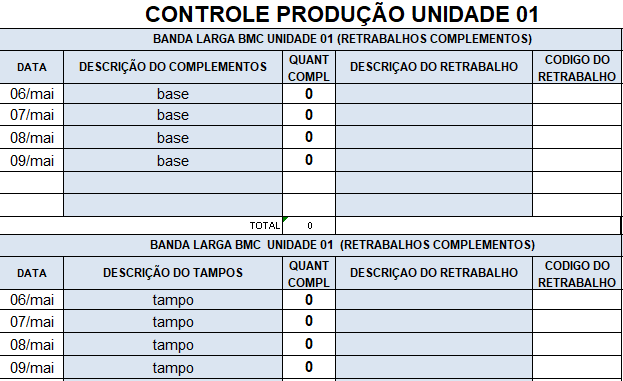 CONTROLE PRODUÇÃO UNIDADE 01
BANDA LARGA BMC UNIDADE 01 (RETRABALHOS COMPLEMENTOS)
DATA DESCRIÇÃO DO COMPLEMENTOS QUANT COMPL DESCRIÇAO DO RETRABALHO CODIGO DO RETRABALHO
06/mai base 0
07/mai base 0
08/mai base 0
09/mai base 0
TOTAL 0
BANDA LARGA BMC UNIDADE 01 (RETRABALHOS COMPLEMENTOS)
DATA DESCRIÇÃO DO TAMPOS QUANT COMPL DESCRIÇAO DO RETRABALHO CODIGO DO RETRABALHO
06/mai tampo 0
07/mai tampo 0
08/mai tampo 0
09/mai tampo 0